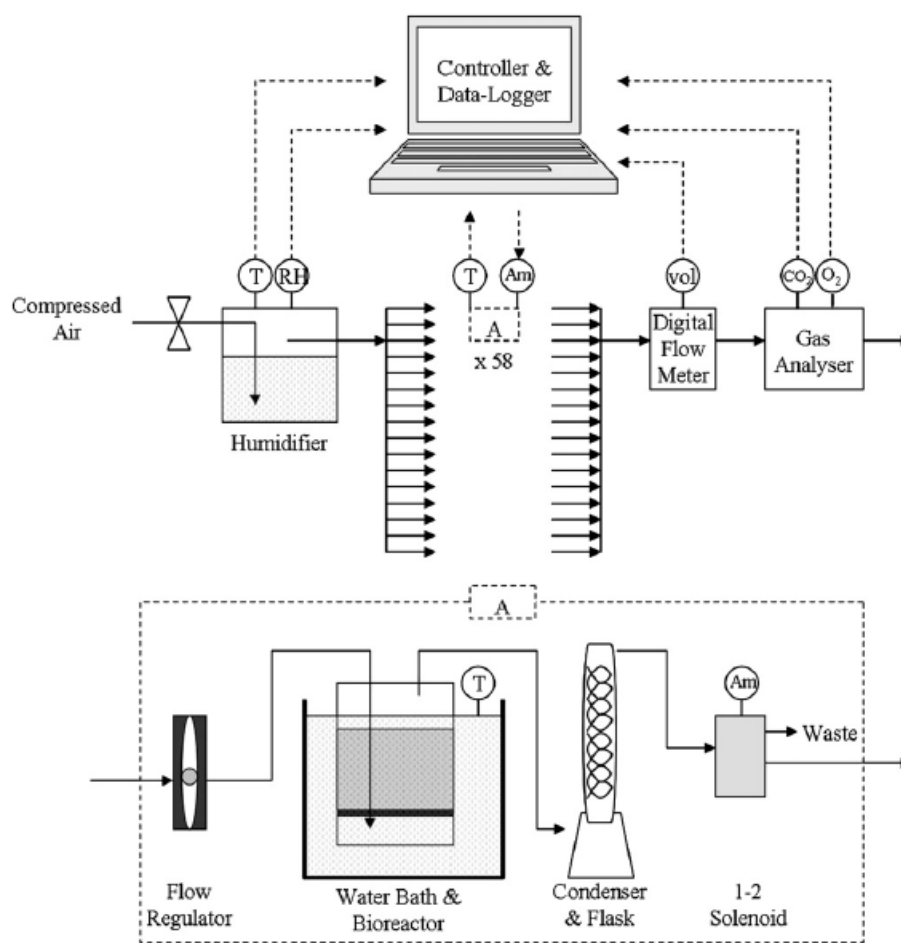 Controller &
Data-Logger
T
RH
T
Am
vol
CO2
O2
Compressed
Air
A
x 58
Digital
Flow
Meter
Gas
Analyser
Humidifier
A
T
Am
Waste
Flow
Regulator
Water Bath &
Bioreactor
Condenser
& Flask
1-2
Solenoid